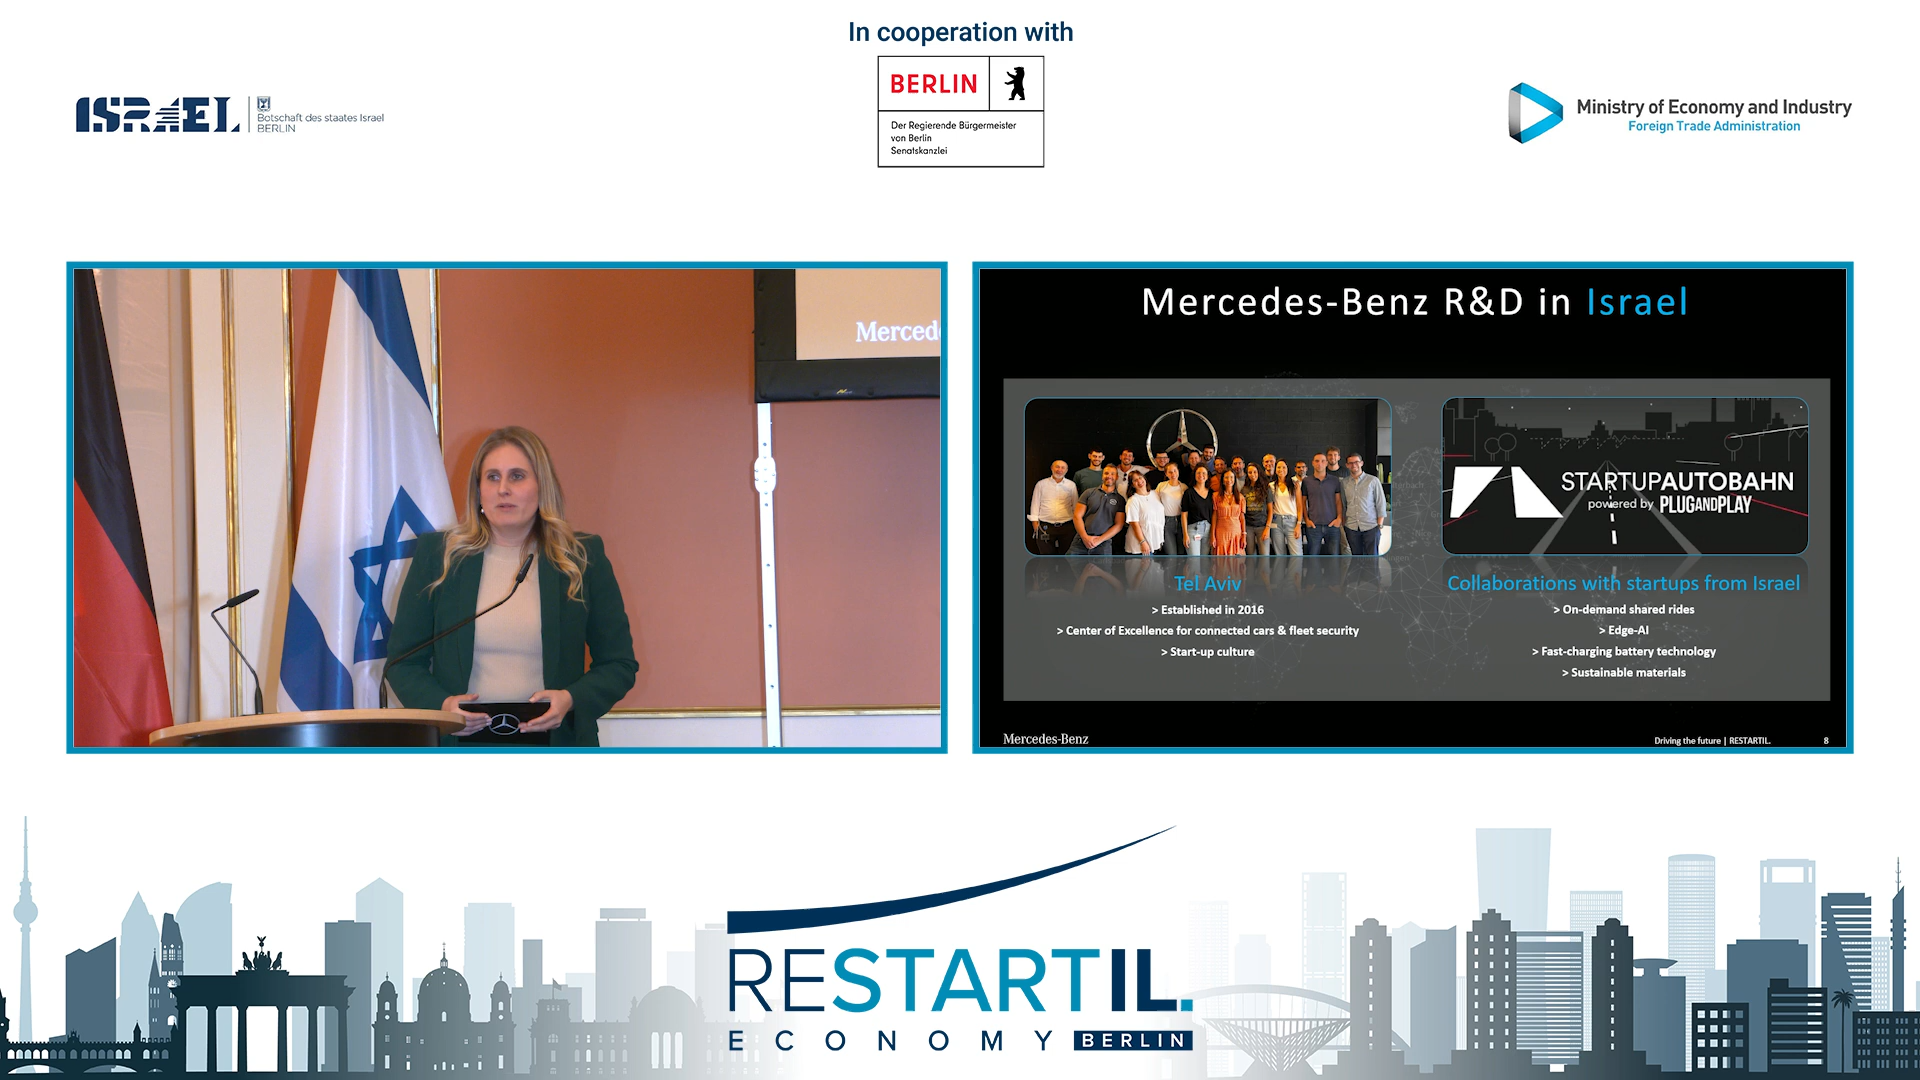 In cooperation with
BERLIN
Der Regierende Bürgermeister
von Berlin
Senatskanzlei
ISRAEL
Botschaft des staates Israel
BERLIN
Ministry of Economy and Industry
Foreign Trade Administration
Merced
Mercedes-Benz R&D in Israel
STARTUPAUTOBAHN
powered by PLUGANDPLAY
Tel Aviv
> Established in 2016
> Center of Excellence for connected cars & fleet security
> Start-up culture
Collaborations with startups from Israel
> On-demand shared rides
> Edge-AI
> Fast-charging battery technology
> Sustainable materials
Mercedes-Benz
Driving the future | RESTARTIL.
8
RESTARTIL.
ECONOMY BERLIN